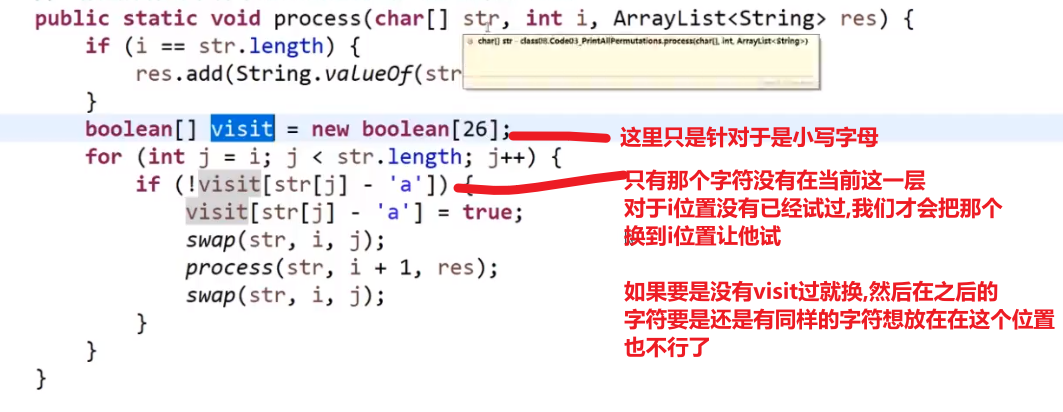 public static void process(char[] str, int i, ArrayList<String> res) {
if (i == str.length) {
char[] str - class08.Code03_PrintAllPermutations.process(char[], int, ArrayList<String>)
res.add(String.valueOf(str
}
boolean[] visit = new boolean[26];
这里只是针对于是小写字母
for (int j = i; j < str.length; j++) {
if (!visit[str[j] - 'a']) {
只有那个字符没有在当前这一层
visit[str[j] - 'a'] = true;
对于i位置没有已经试过,我们才会把那个
swap(str, i, j);
换到i位置让他试
process(str, i + 1, res);
swap(str, i, j);
如果要是没有visit过就换,然后在之后的
}
字符要是还是有同样的字符想放在在这个位置
}
也不行了
}